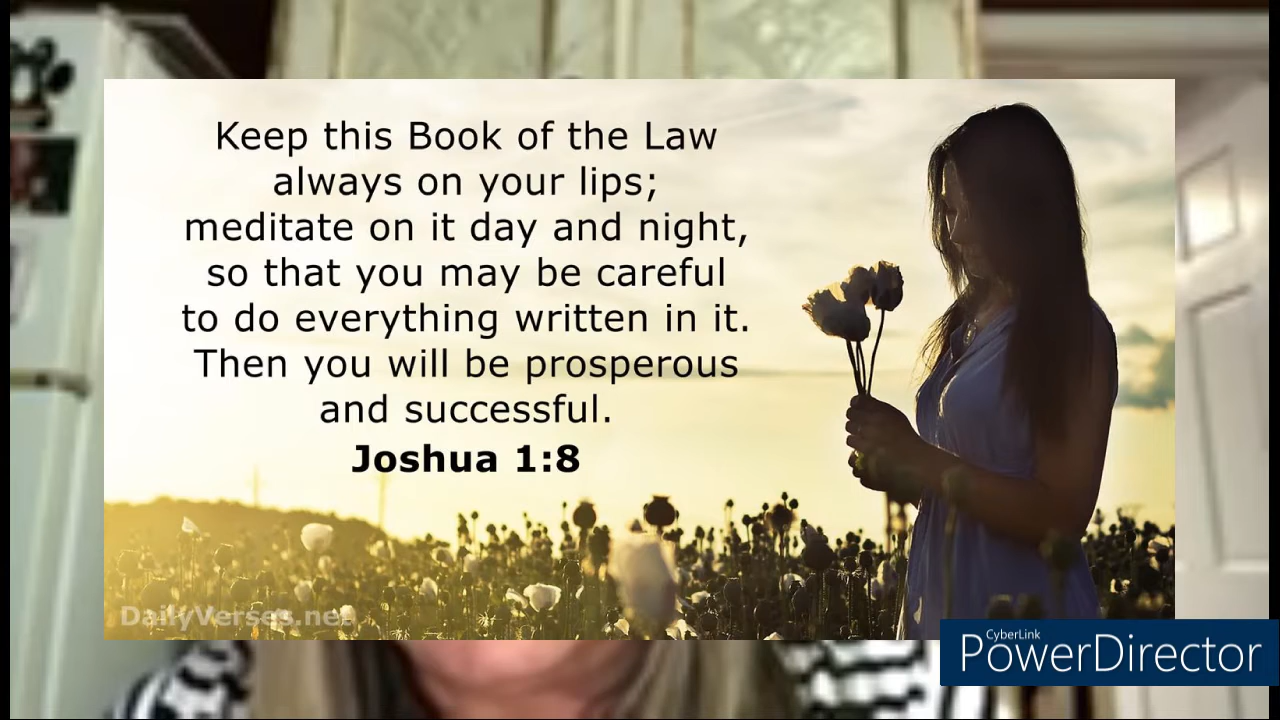 Keep this Book of the Law
always on your lips;
meditate on it day and night,
so that you may be careful
to do everything written in it.
Then you will be prosperous
and successful.
Joshua 1:8
DailyVerses.net
CyberLink
PowerDirector